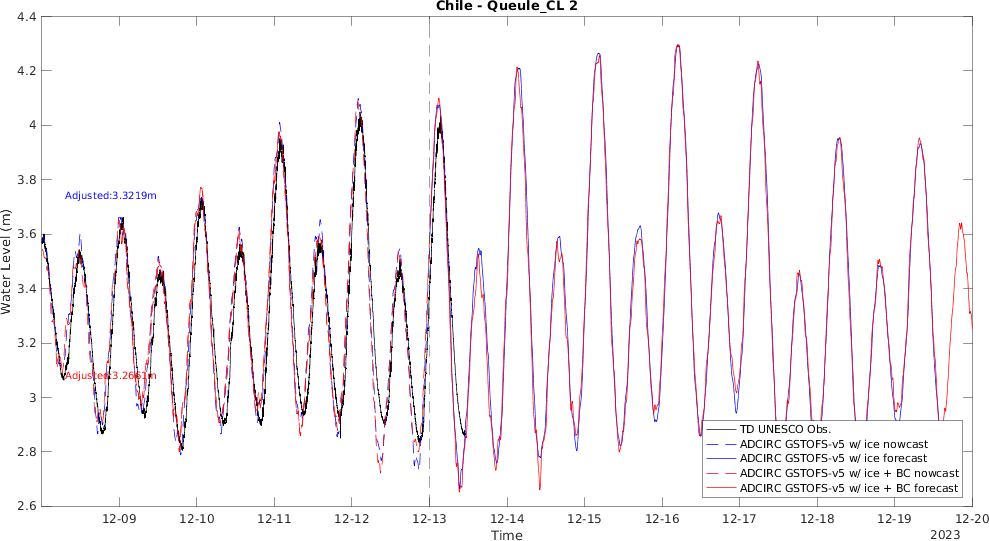 Chile - Queule_CL 2
Water Level (m)
4.4
4.2
4
3.8
3.6
3.4
3.2
3
2.8
2.6
Adjusted:3.3219m
TD UNESCO Obs.
ADCIRC GSTOFS-v5 w/ ice nowcast
ADCIRC GSTOFS-v5 w/ ice forecast
ADCIRC GSTOFS-v5 w/ ice + BC nowcast
ADCIRC GSTOFS-v5 w/ ice + BC forecast
12-09 12-10 12-11 12-12 12-13 12-14 12-15 12-16 12-17 12-18 12-19 12-20
Time
2023